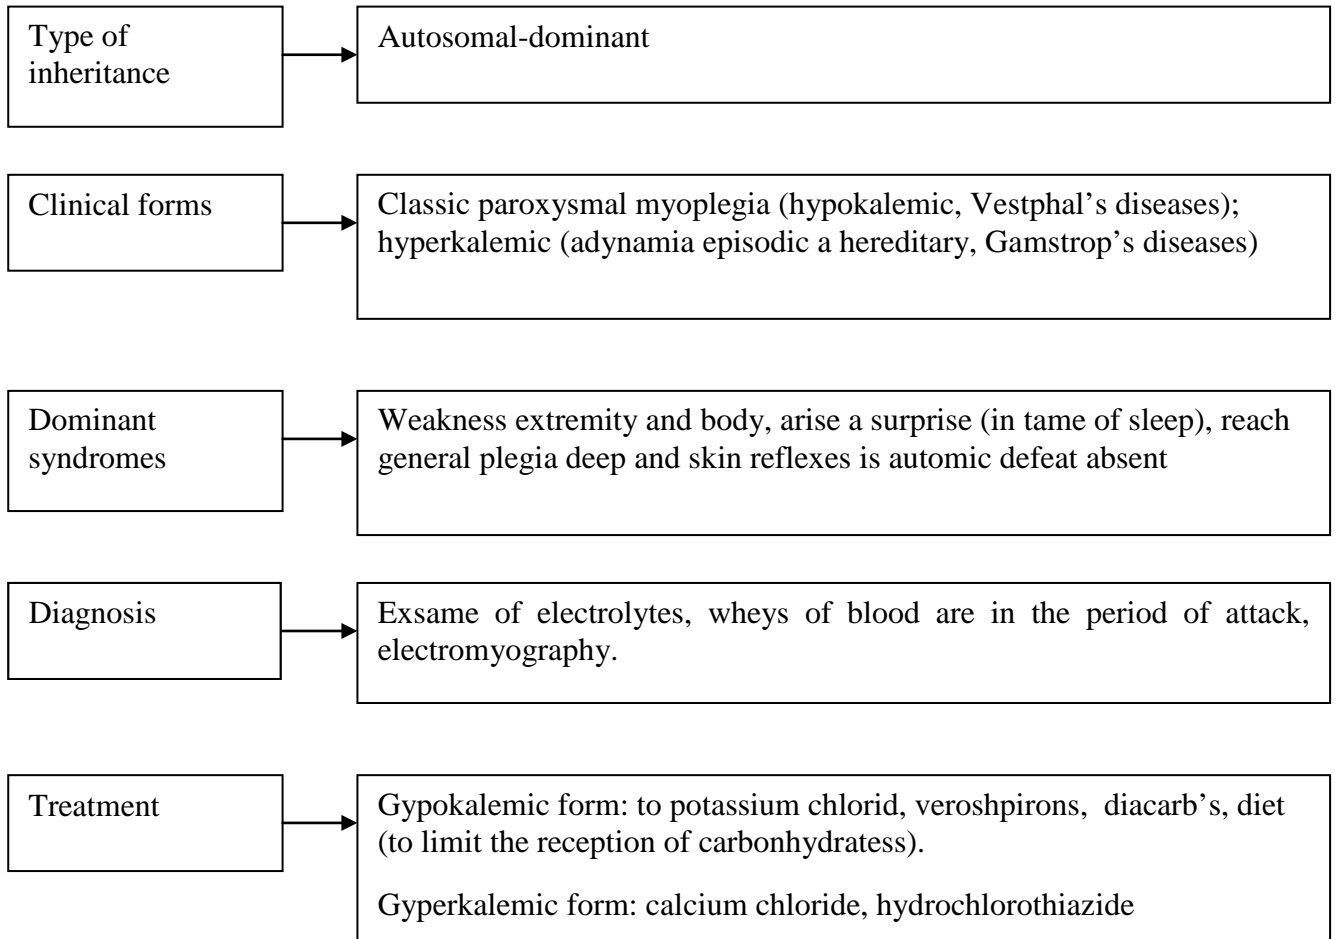 Type of
inheritance
Autosomal-dominant
Clinical forms
Classic paroxysmal myoplegia (hypokalemic, Vestphal’s diseases);
hyperkalemic (adynamia episodic a hereditary, Gamstrop’s diseases)
Dominant
syndromes
Weakness extremity and body, arise a surprise (in tame of sleep), reach
general plegia deep and skin reflexes is automic defeat absent
Diagnosis
Exsame of electrolytes, wheys of blood are in the period of attack,
electromyography.
Treatment
Gypokalemic form: to potassium chlorid, veroshpirons, diacarb’s, diet
(to limit the reception of carbonhydratess).
Gyperkalemic form: calcium chloride, hydrochlorothiazide